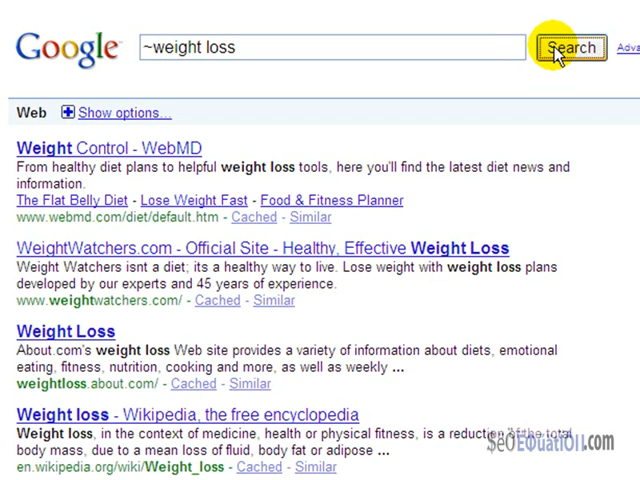 Google™ ~weight loss Search Adva
Web Show options...
Weight Control - WebMD
From healthy diet plans to helpful weight loss tools, here you'll find the latest diet news and
information.
The Flat Belly Diet - Lose Weight Fast - Food & Fitness Planner
www.webmd.com/diet/default.htm - Cached - Similar
WeightWatchers.com - Official Site - Healthy, Effective Weight Loss
Weight Watchers isnt a diet; its a healthy way to live. Lose weight with weight loss plans
developed by our experts and 45 years of experience.
www.weightwatchers.com/ - Cached - Similar
Weight Loss
About.com's weight loss Web site provides a variety of information about diets, emotional
eating, fitness, nutrition, cooking and more, as well as weekly ...
weightloss.about.com/ - Cached - Similar
Weight loss - Wikipedia, the free encyclopedia
Weight loss, in the context of medicine, health or physical fitness, is a reduction of the total
body mass, due to a mean loss of fluid, body fat or adipose ...
en.wikipedia.org/wiki/Weight_loss - Cached - Similar
$eoEquation.com